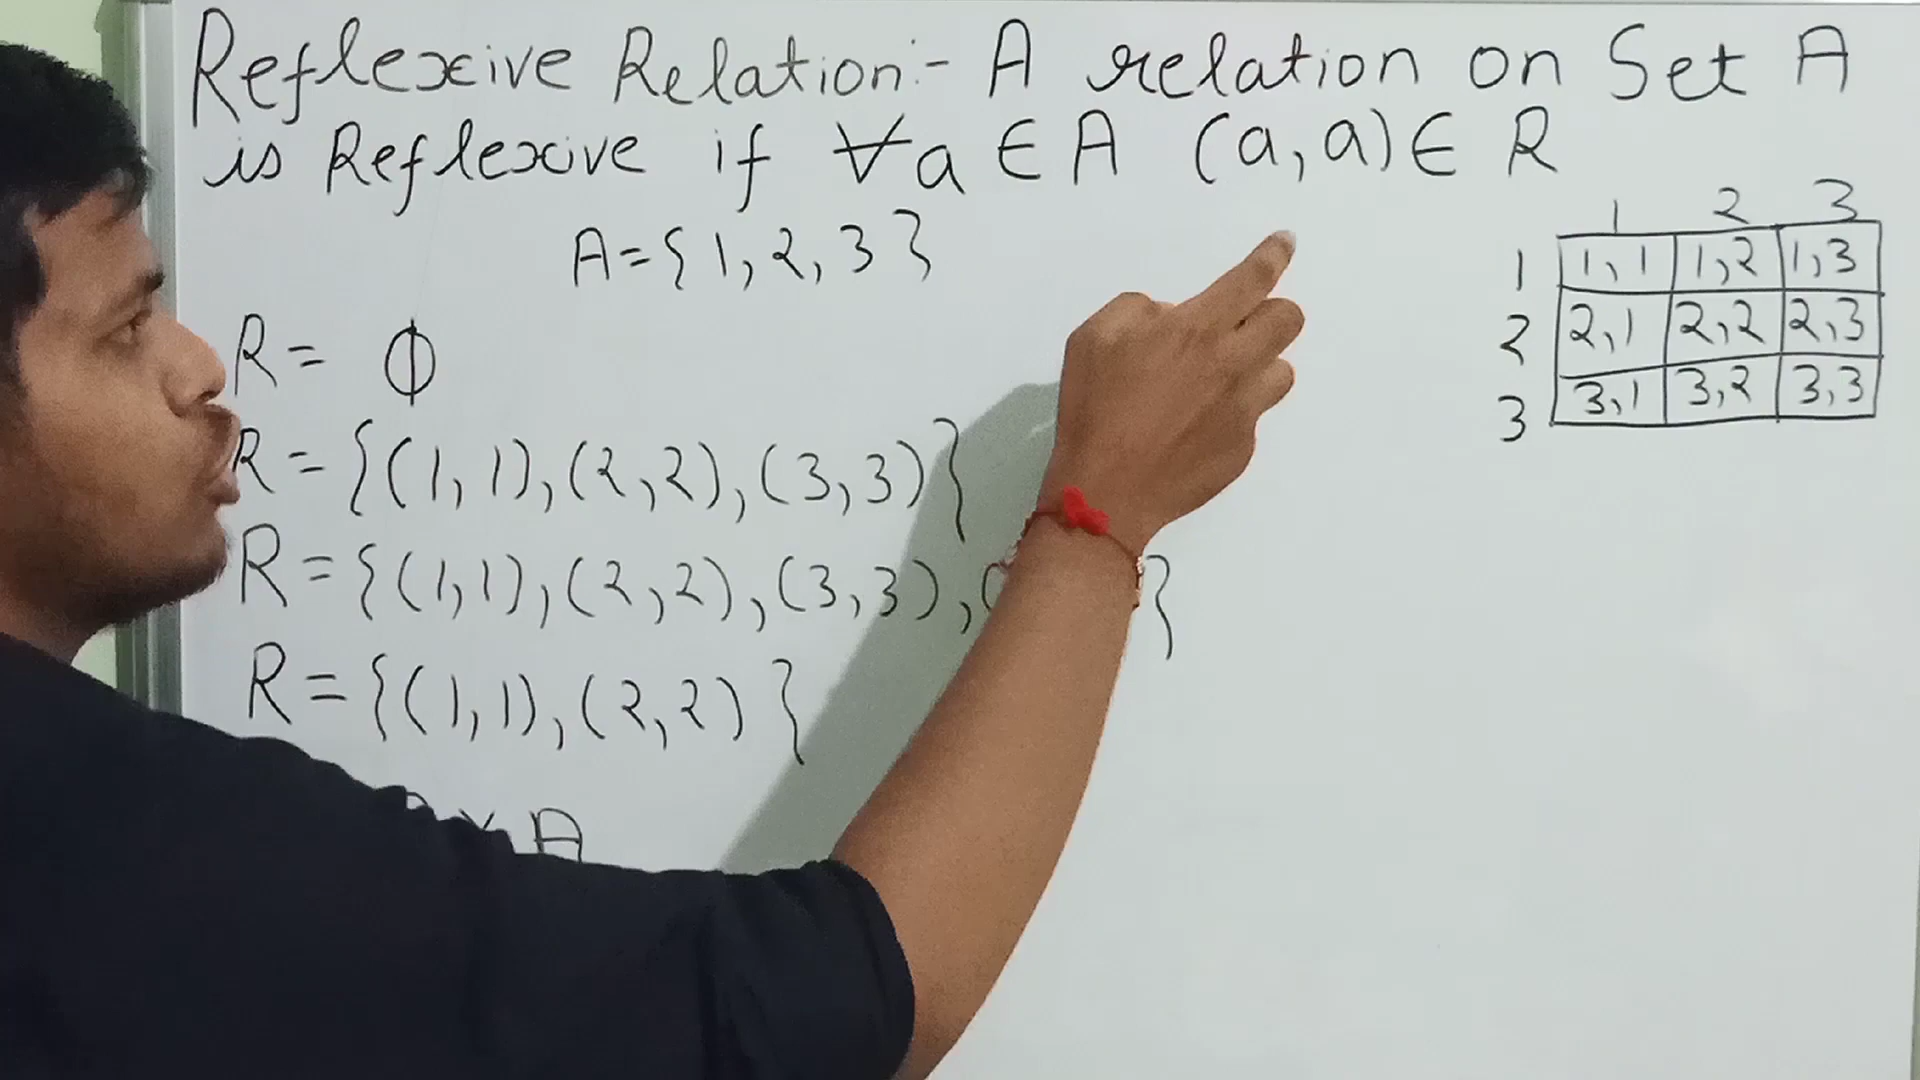 Reflexive Relation:- A relation on Set A
is Reflexive if ∀a ∈ A (a, a) ∈ R
A = { 1, 2, 3 }
R = ϕ
R = {(1, 1), (2, 2), (3, 3)}
R = {(1,1), (2,2), (3,3), ( }
R = {(1,1), (2,2) }
× A
1 2 3
1 1,1 1,2 1,3
2 2,1 2,2 2,3
3 3,1 3,2 3,3